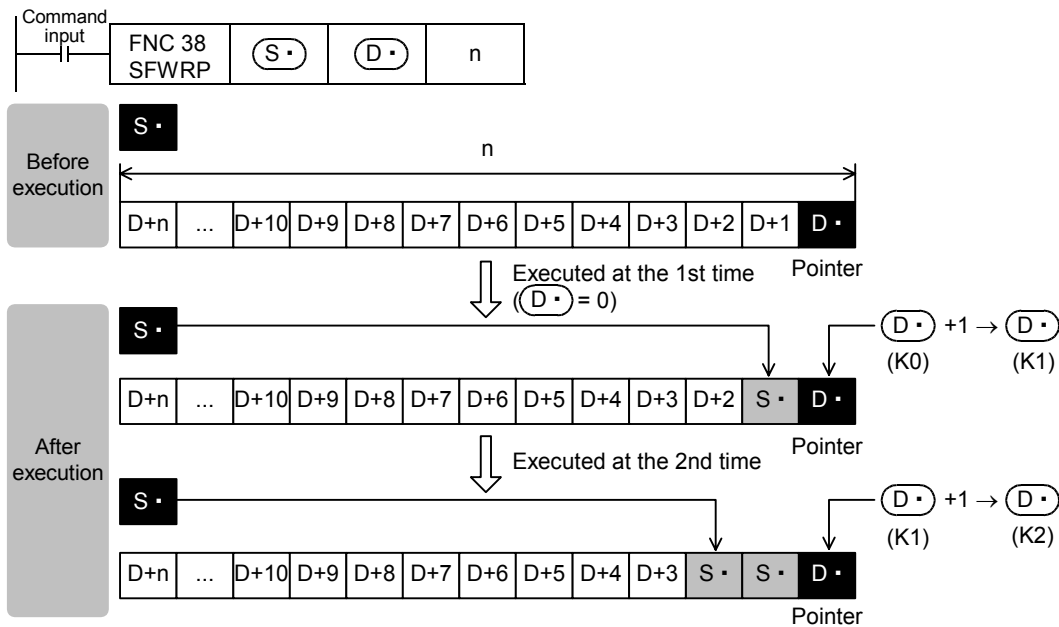 Command
input
FNC 38
SFWRP
S·
D·
n
Before
execution
S·
n
D+n ... D+10 D+9 D+8 D+7 D+6 D+5 D+4 D+3 D+2 D+1 D·
Pointer
Executed at the 1st time
(D· = 0)
After
execution
S·
D· +1 → D·
(K0) (K1)
D+n ... D+10 D+9 D+8 D+7 D+6 D+5 D+4 D+3 D+2 S· D·
Pointer
Executed at the 2nd time
S·
D· +1 → D·
(K1) (K2)
D+n ... D+10 D+9 D+8 D+7 D+6 D+5 D+4 D+3 S· S· D·
Pointer